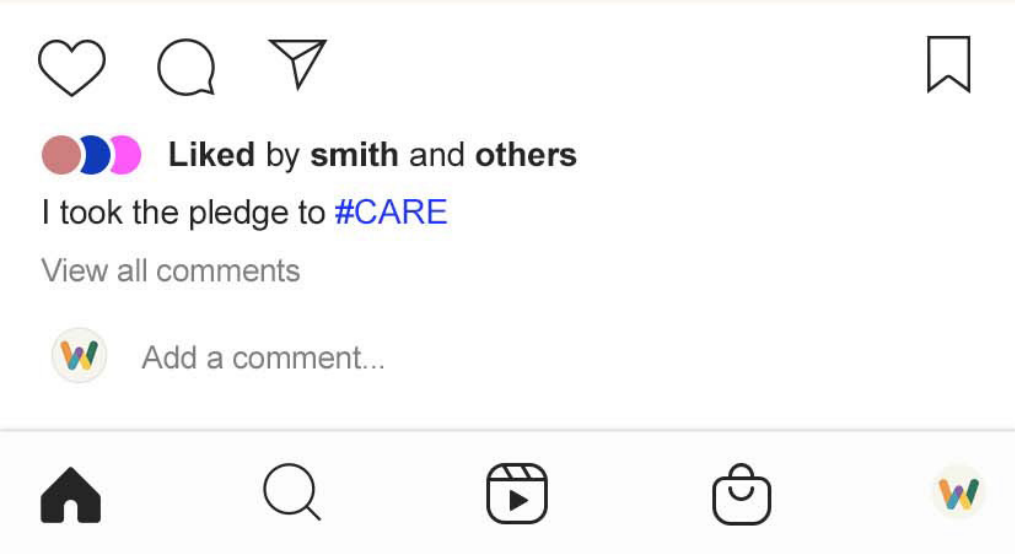 Liked by smith and others
I took the pledge to #CARE
View all comments
Add a comment...